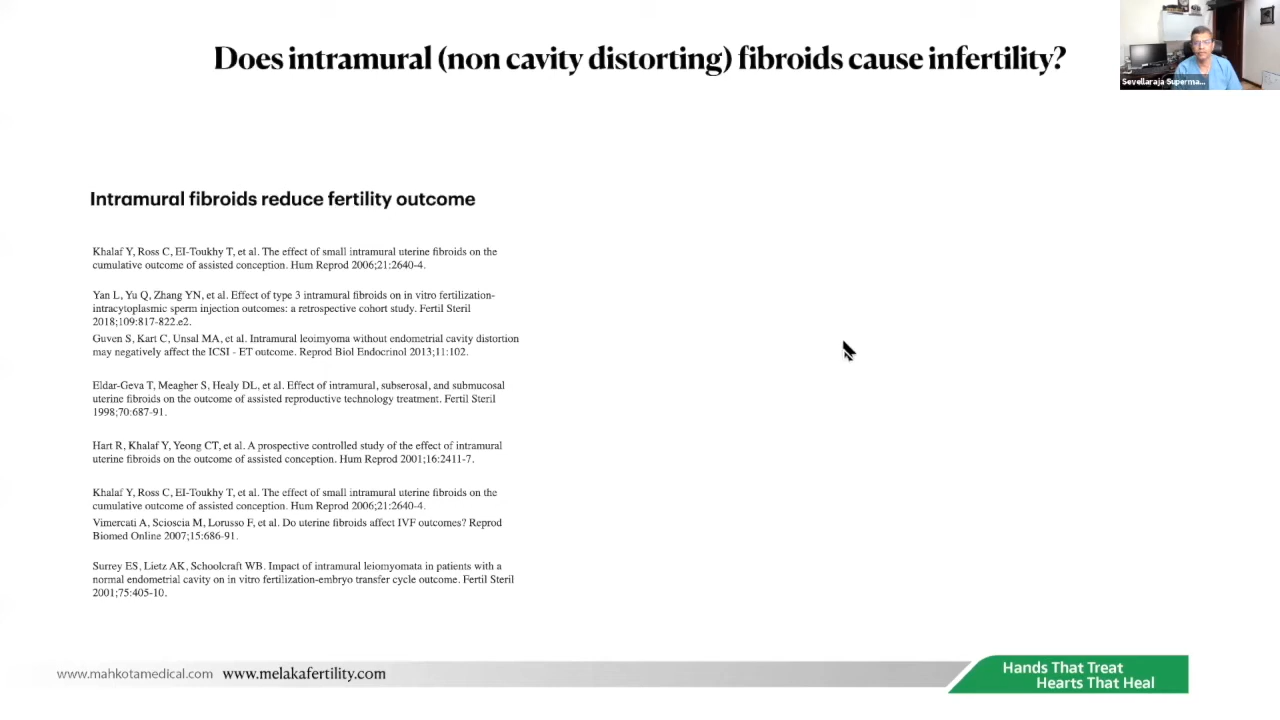 Does intramural (non cavity distorting) fibroids cause infertility?
Sevellaraja Superma...
Intramural fibroids reduce fertility outcome
Khalaf Y, Ross C, EI-Toukhy T, et al. The effect of small intramural uterine fibroids on the
cumulative outcome of assisted conception. Hum Reprod 2006;21:2640-4.
Yan L, Yu Q, Zhang YN, et al. Effect of type 3 intramural fibroids on in vitro fertilization-
intracytoplasmic sperm injection outcomes: a retrospective cohort study. Fertil Steril
2018;109:817-822.e2.
Guven S, Kart C, Unsal MA, et al. Intramural leoimyoma without endometrial cavity distortion
may negatively affect the ICSI - ET outcome. Reprod Biol Endocrinol 2013;11:102.
Eldar-Geva T, Meagher S, Healy DL, et al. Effect of intramural, subserosal, and submucosal
uterine fibroids on the outcome of assisted reproductive technology treatment. Fertil Steril
1998;70:687-91.
Hart R, Khalaf Y, Yeong CT, et al. A prospective controlled study of the effect of intramural
uterine fibroids on the outcome of assisted conception. Hum Reprod 2001;16:2411-7.
Khalaf Y, Ross C, EI-Toukhy T, et al. The effect of small intramural uterine fibroids on the
cumulative outcome of assisted conception. Hum Reprod 2006;21:2640-4.
Vimercati A, Scioscia M, Lorusso F, et al. Do uterine fibroids affect IVF outcomes? Reprod
Biomed Online 2007;15:686-91.
Surrey ES, Lietz AK, Schoolcraft WB. Impact of intramural leiomyomata in patients with a
normal endometrial cavity on in vitro fertilization-embryo transfer cycle outcome. Fertil Steril
2001;75:405-10.
www.mahkotamedical.com www.melakafertility.com
Hands That Treat
Hearts That Heal